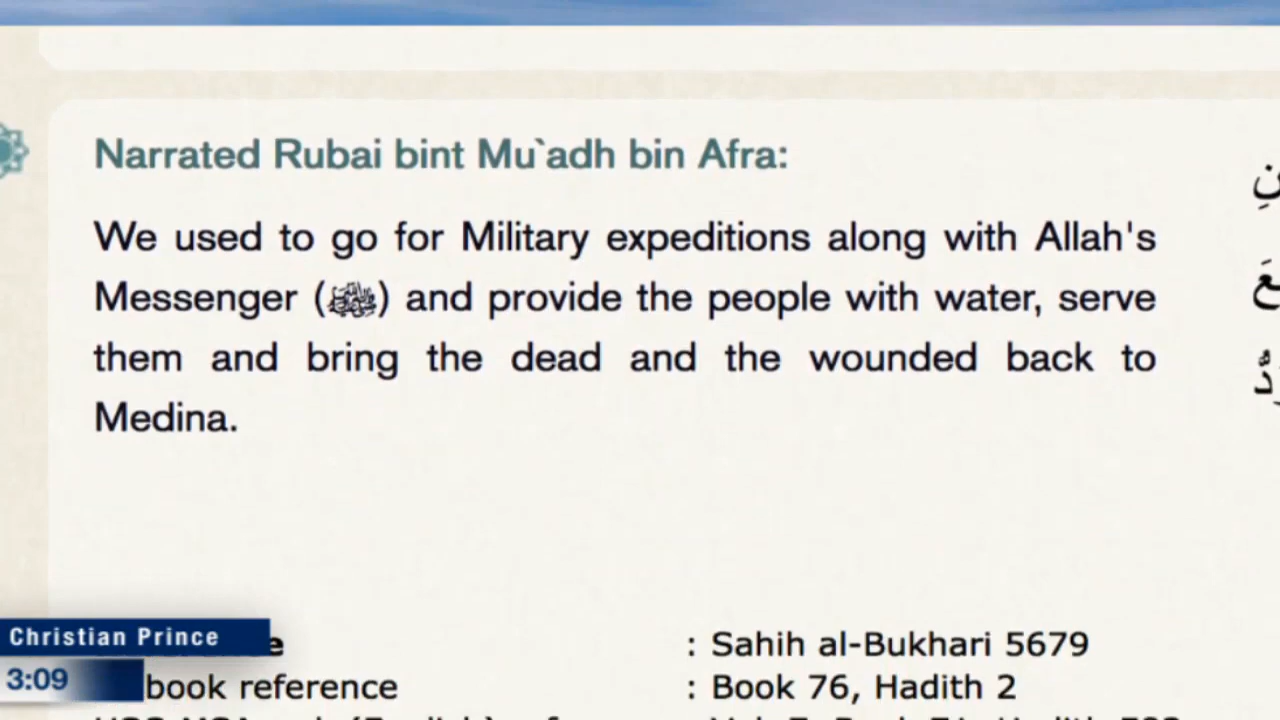 Narrated Rubai bint Mu`adh bin Afra:
We used to go for Military expeditions along with Allah's
Messenger (ﷺ) and provide the people with water, serve
them and bring the dead and the wounded back to
Medina.
: Sahih al-Bukhari 5679
book reference : Book 76, Hadith 2
Christian Prince
3:09